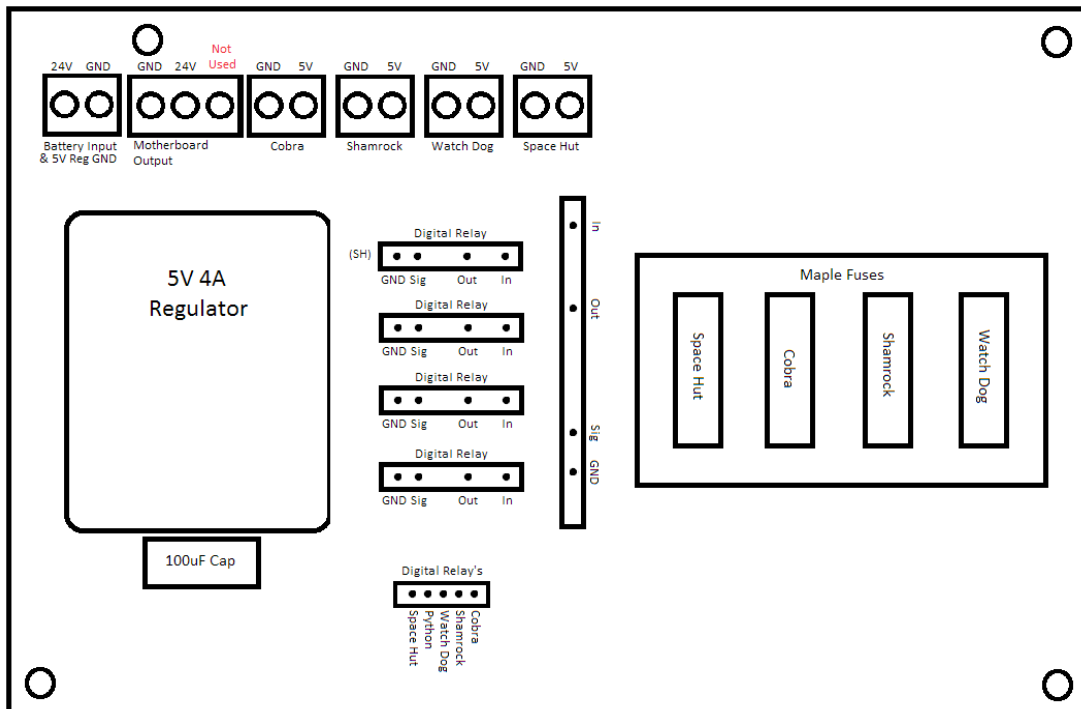 Not
Used
24V GND
GND 24V
GND 5V
GND 5V
GND 5V
GND 5V
Battery Input
& 5V Reg GND
Motherboard
Output
Cobra
Shamrock
Watch Dog
Space Hut
5V 4A
Regulator
100uF Cap
Digital Relay
(SH)
GND Sig Out In
Digital Relay
GND Sig Out In
Digital Relay
GND Sig Out In
Digital Relay
GND Sig Out In
In
Out
Sig
GND
Maple Fuses
Space Hut
Cobra
Shamrock
Watch Dog
Digital Relay's
Space Hut
Python
Watch Dog
Shamrock
Cobra